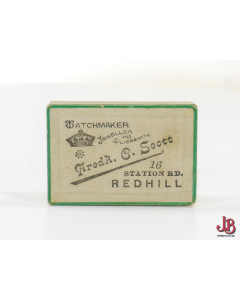 WATCHMAKER
JEWELLER
AND
SILVERSMITH
Fredk. C. Scott
16
STATION RD.
REDHILL
JB